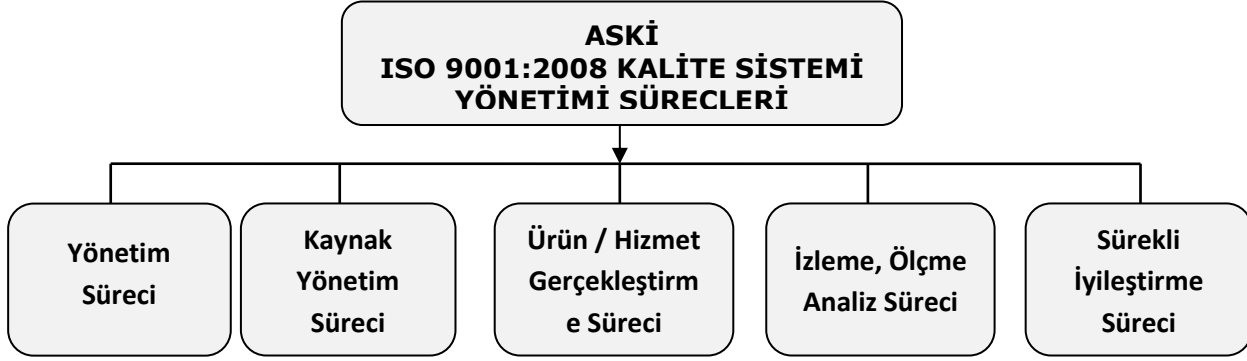 ASKİ
ISO 9001:2008 KALİTE SİSTEMİ
YÖNETİMİ SÜRECLERİ
Yönetim
Süreci
Kaynak
Yönetim
Süreci
Ürün / Hizmet
Gerçekleştirm
e Süreci
İzleme, Ölçme
Analiz Süreci
Sürekli
İyileştirme
Süreci